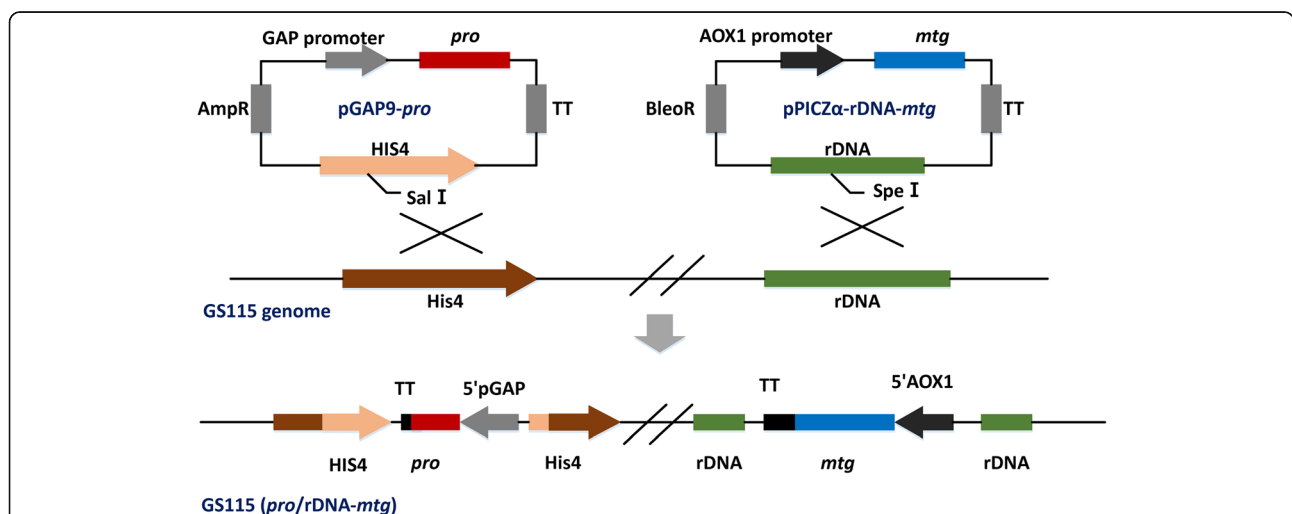 GAP promoter
pro
AOX1 promoter
mtg
AmpR
pGAP9-pro
TT
BleoR
pPICZα-rDNA-mtg
TT
HIS4
rDNA
Sal Ⅰ
Spe Ⅰ
His4
rDNA
GS115 genome
TT
5'pGAP
TT
5'AOX1
HIS4
pro
His4
rDNA
mtg
rDNA
GS115 (pro/rDNA-mtg)